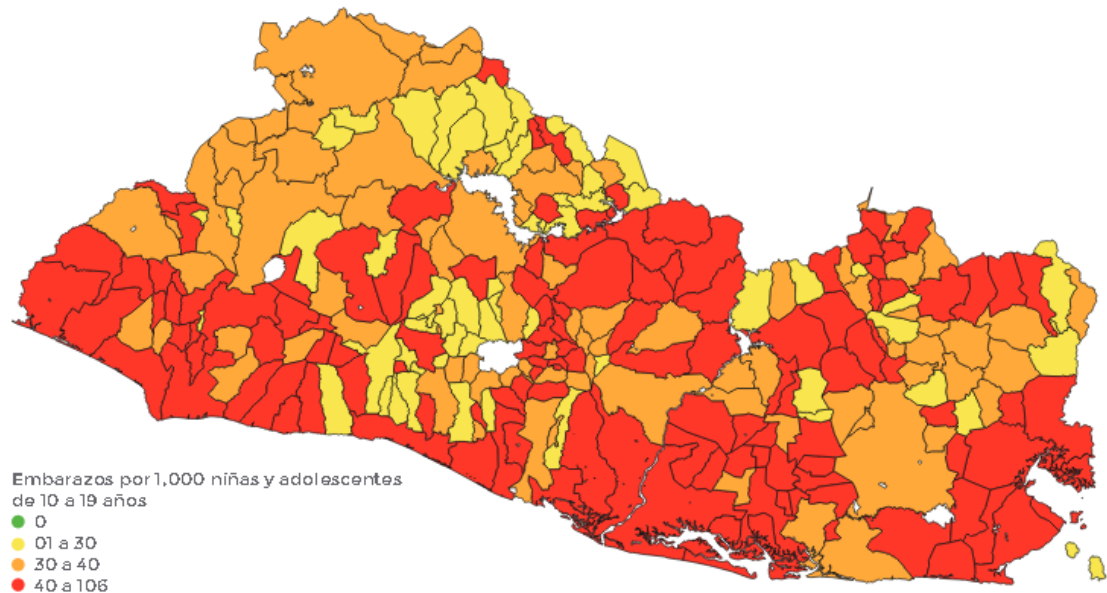 Embarazos por 1,000 niñas y adolescentes
de 10 a 19 años
0
01 a 30
30 a 40
40 a 106